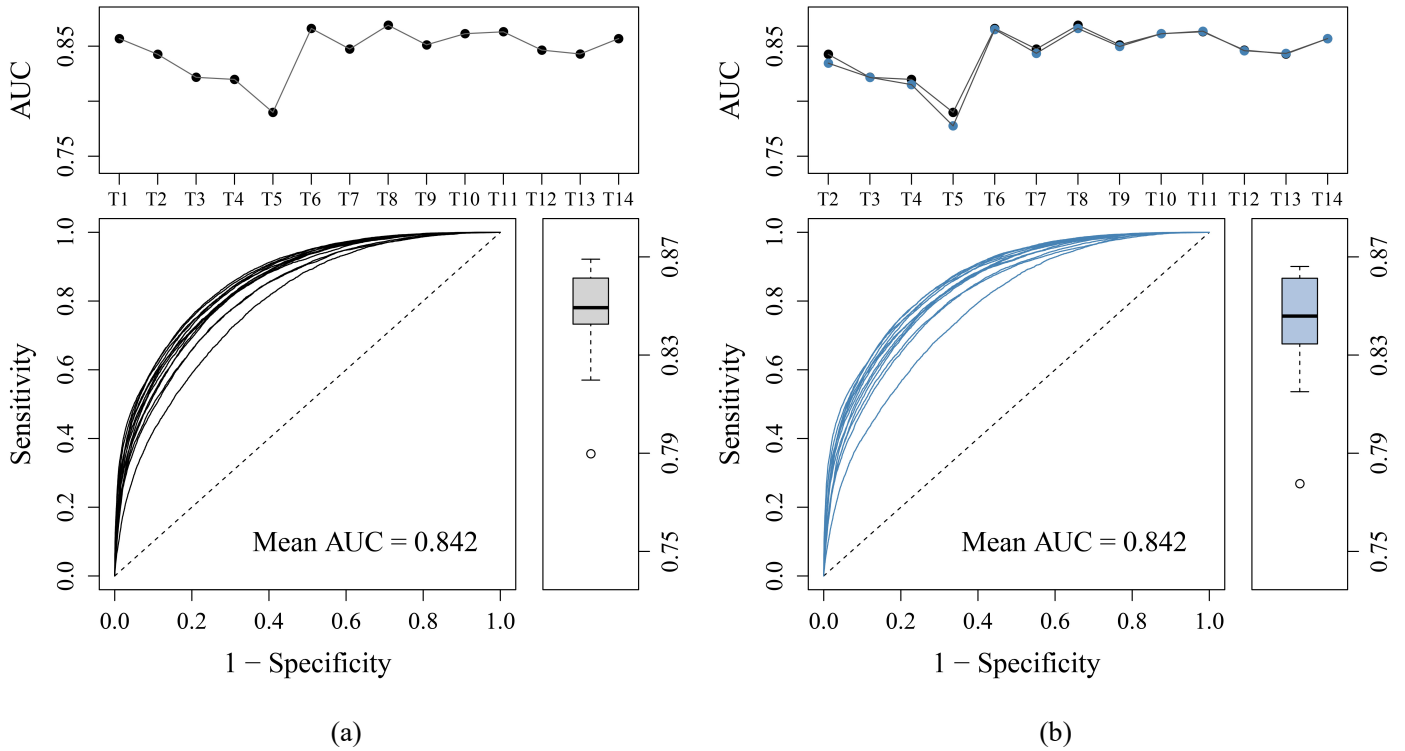 AUC
0.85
0.75
T1 T2 T3 T4 T5 T6 T7 T8 T9 T10 T11 T12 T13 T14
Sensitivity
1.0
0.8
0.6
0.4
0.2
0.0
Mean AUC = 0.842
0.0 0.2 0.4 0.6 0.8 1.0
1 − Specificity
0.87
0.83
0.79
0.75
(a)
AUC
0.85
0.75
T2 T3 T4 T5 T6 T7 T8 T9 T10 T11 T12 T13 T14
Sensitivity
1.0
0.8
0.6
0.4
0.2
0.0
Mean AUC = 0.842
0.0 0.2 0.4 0.6 0.8 1.0
1 − Specificity
0.87
0.83
0.79
0.75
(b)